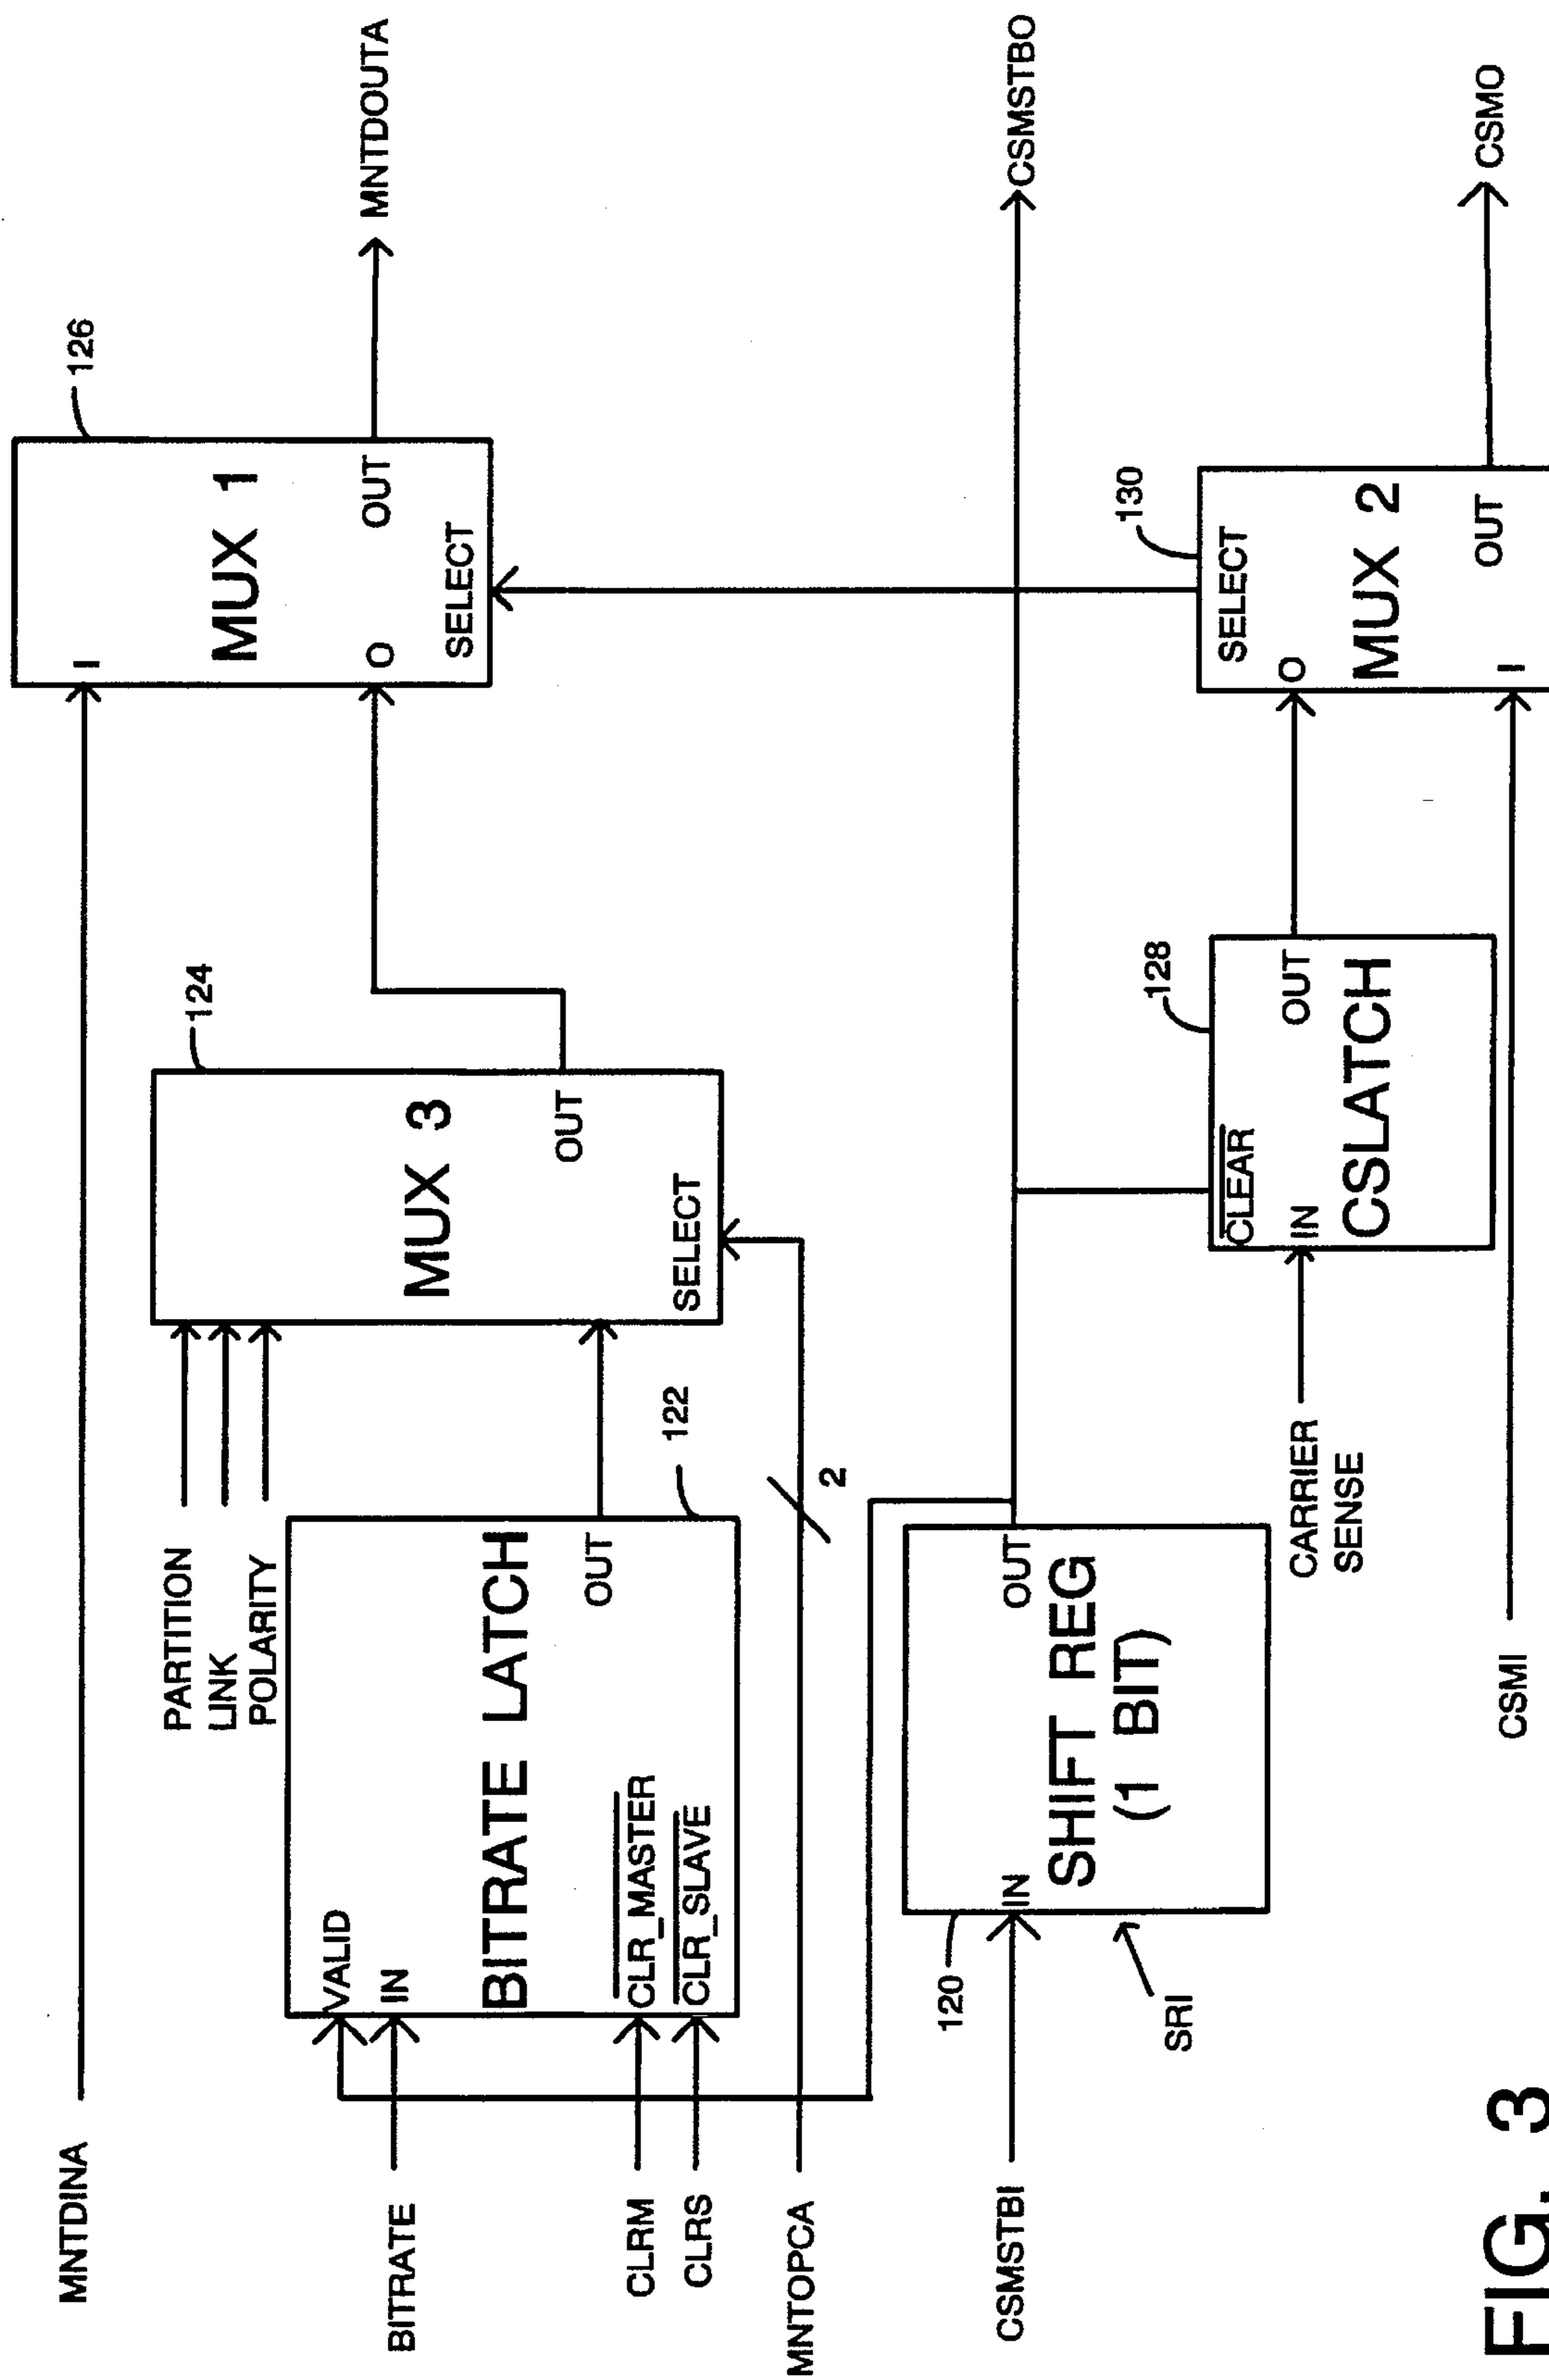 MNTDINA
PARTITION
LINK
POLARITY
BITRATE
CLRM
CLRS
MNTOPCA
VALID
IN
BITRATE LATCH
OUT
CLR_MASTER
CLR_SLAVE
122
MUX 3
OUT
SELECT
124
2
I
MUX 1
O
OUT
SELECT
126
MNTDOUTA
CSMSTBI
120
SRI
IN
OUT
SHIFT REG
(1 BIT)
CSMSTBO
CARRIER
SENSE
CLEAR
IN
OUT
CSLATCH
128
CSMI
SELECT
O
MUX 2
OUT
I
130
CSMO
FIG. 3